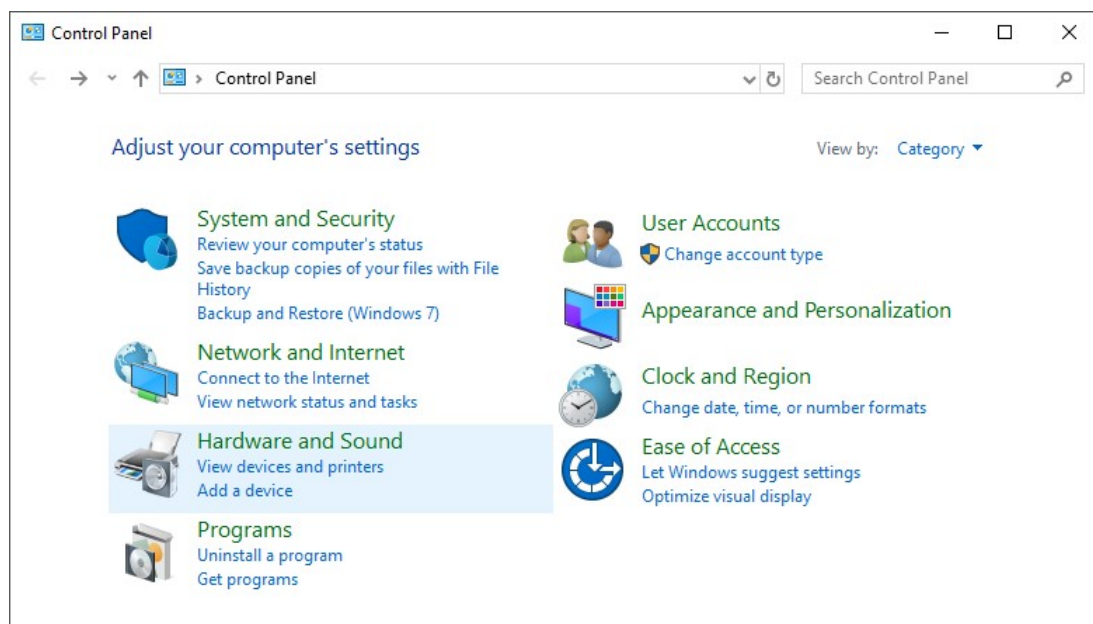 Control Panel
Control Panel
Search Control Panel
Adjust your computer's settings
View by: Category
System and Security
Review your computer's status
Save backup copies of your files with File
History
Backup and Restore (Windows 7)
Network and Internet
Connect to the Internet
View network status and tasks
Hardware and Sound
View devices and printers
Add a device
Programs
Uninstall a program
Get programs
User Accounts
Change account type
Appearance and Personalization
Clock and Region
Change date, time, or number formats
Ease of Access
Let Windows suggest settings
Optimize visual display